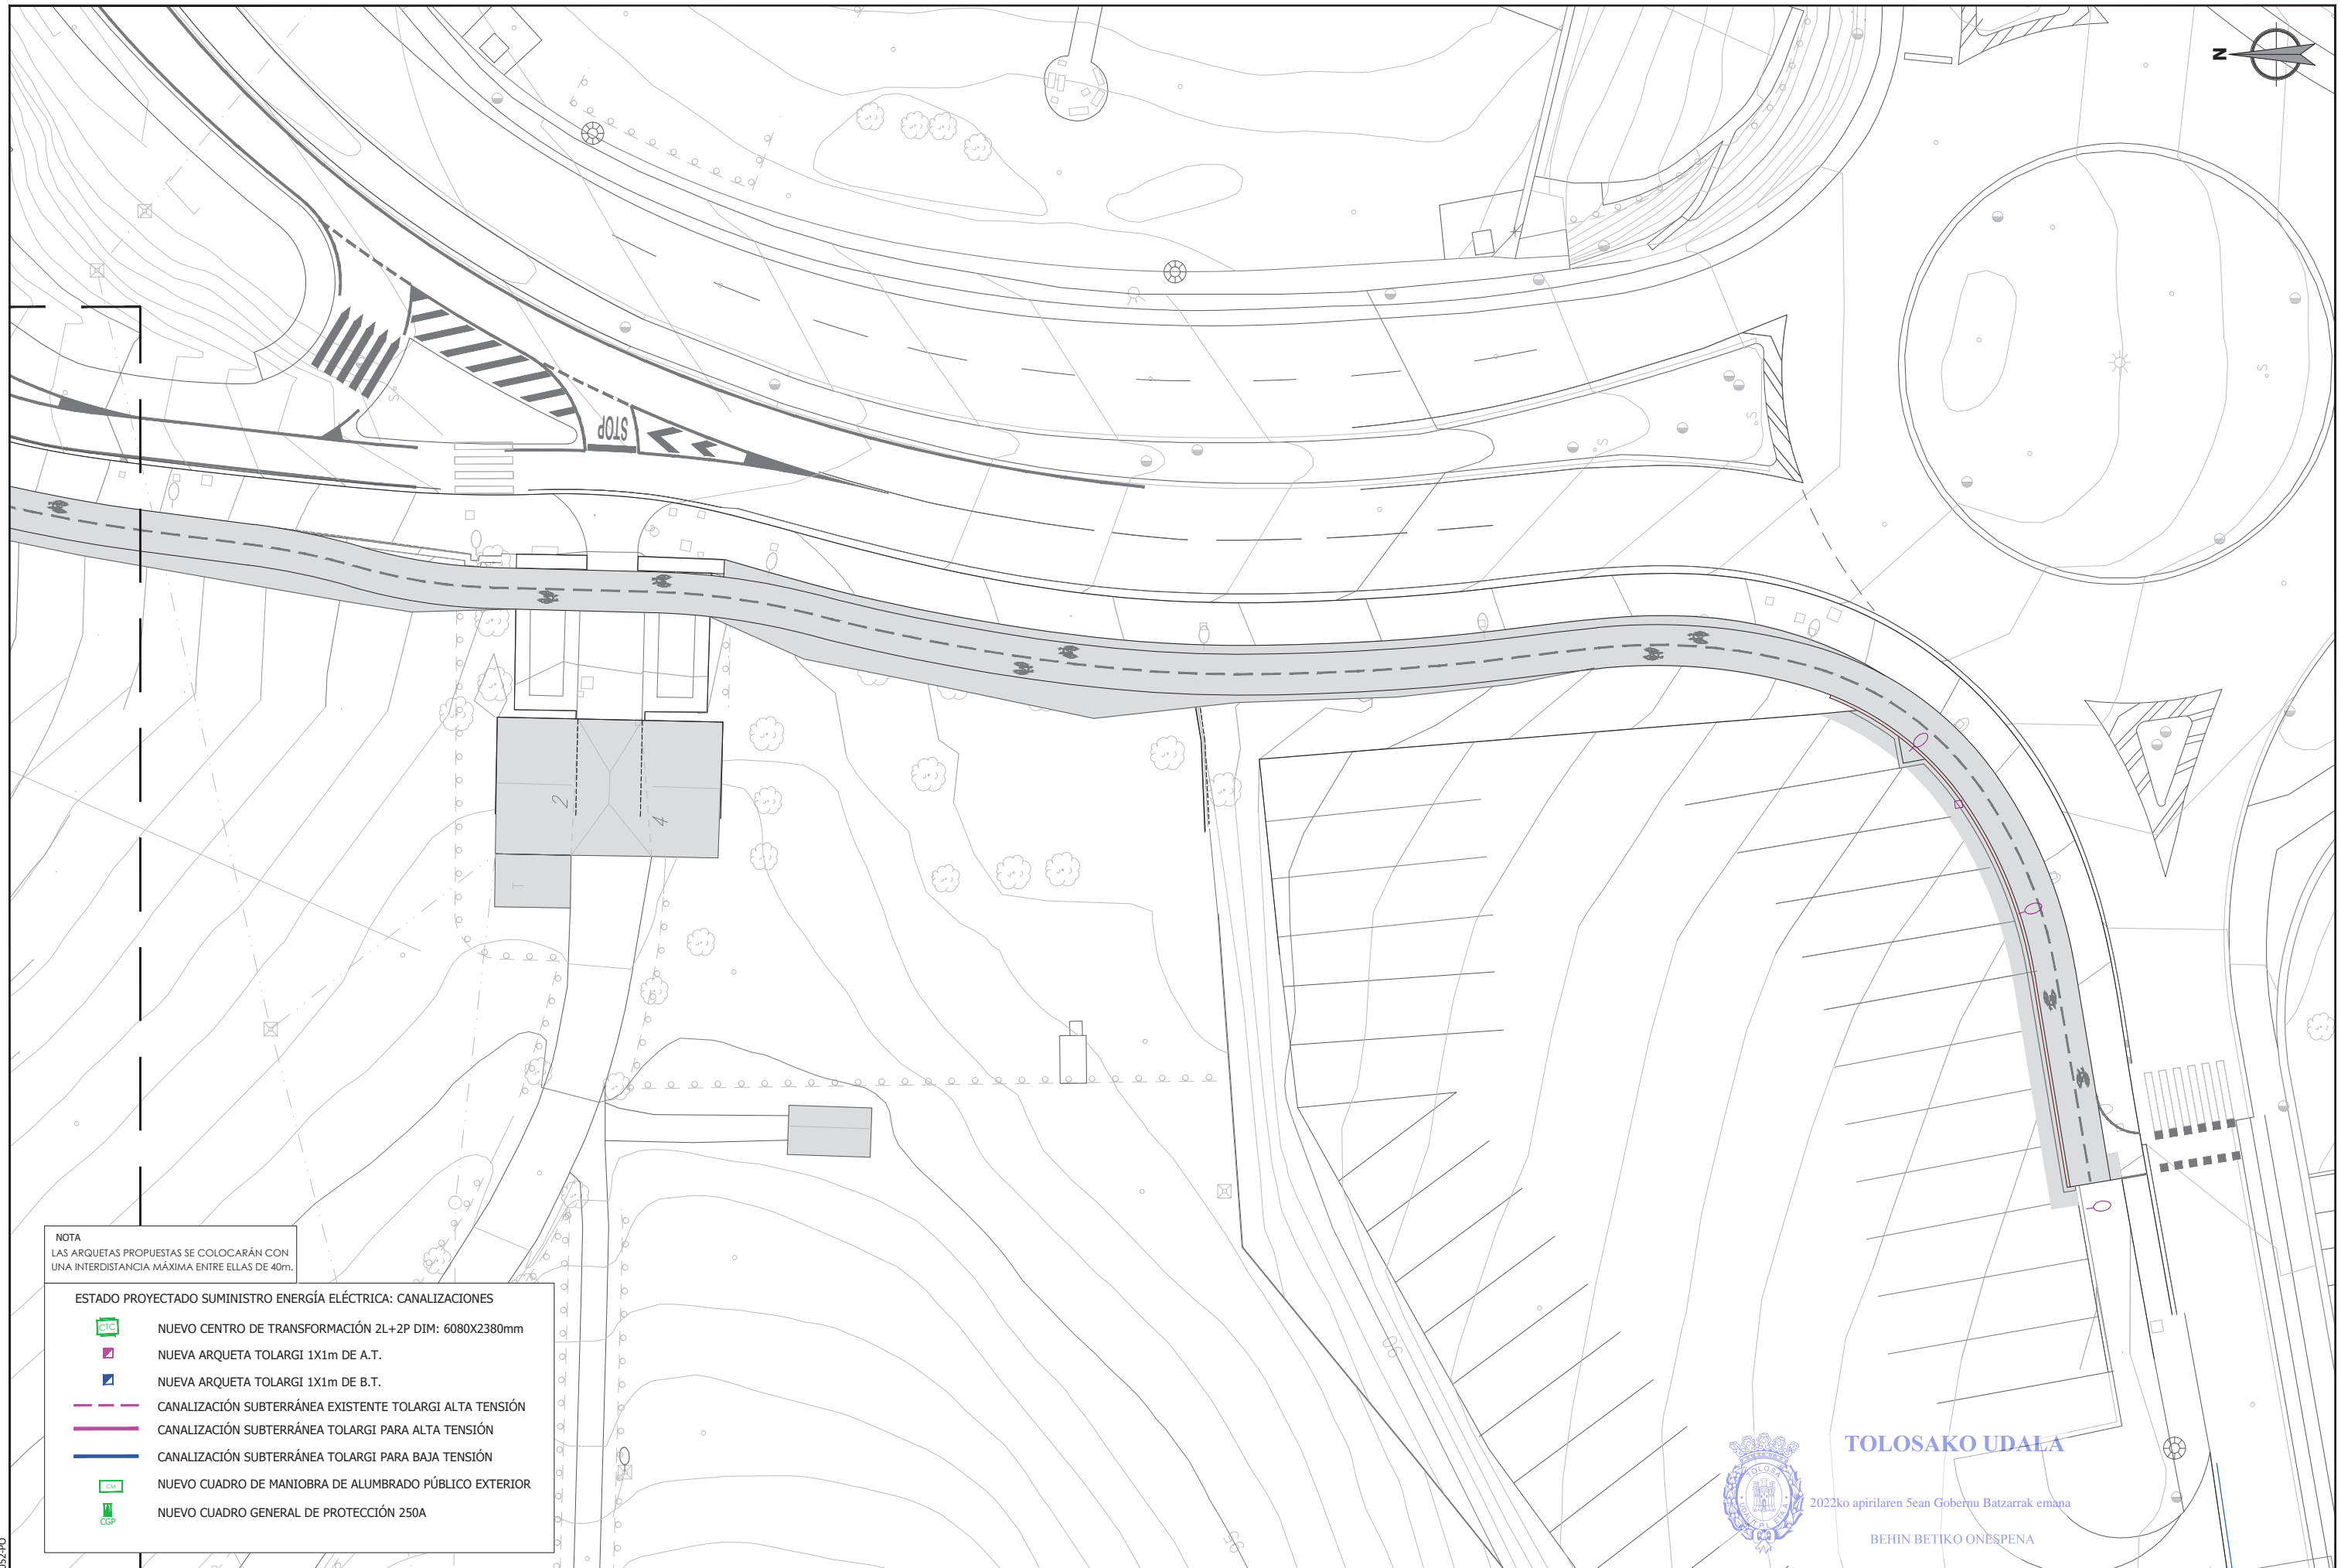 N
STOP
2
4
T
NOTA
LAS ARQUETAS PROPUESTAS SE COLOCARÁN CON
UNA INTERDISTANCIA MÁXIMA ENTRE ELLAS DE 40m.
ESTADO PROYECTADO SUMINISTRO ENERGÍA ELÉCTRICA: CANALIZACIONES
CTC
NUEVO CENTRO DE TRANSFORMACIÓN 2L+2P DIM: 6080X2380mm
NUEVA ARQUETA TOLARGI 1X1m DE A.T.
NUEVA ARQUETA TOLARGI 1X1m DE B.T.
CANALIZACIÓN SUBTERRÁNEA EXISTENTE TOLARGI ALTA TENSIÓN
CANALIZACIÓN SUBTERRÁNEA TOLARGI PARA ALTA TENSIÓN
CANALIZACIÓN SUBTERRÁNEA TOLARGI PARA BAJA TENSIÓN
CM
NUEVO CUADRO DE MANIOBRA DE ALUMBRADO PÚBLICO EXTERIOR
CGP
NUEVO CUADRO GENERAL DE PROTECCIÓN 250A
TOLOSAKO UDALA
2022ko apirilaren 5ean Gobernu Batzarrak emana
BEHIN BETIKO ONESPENA